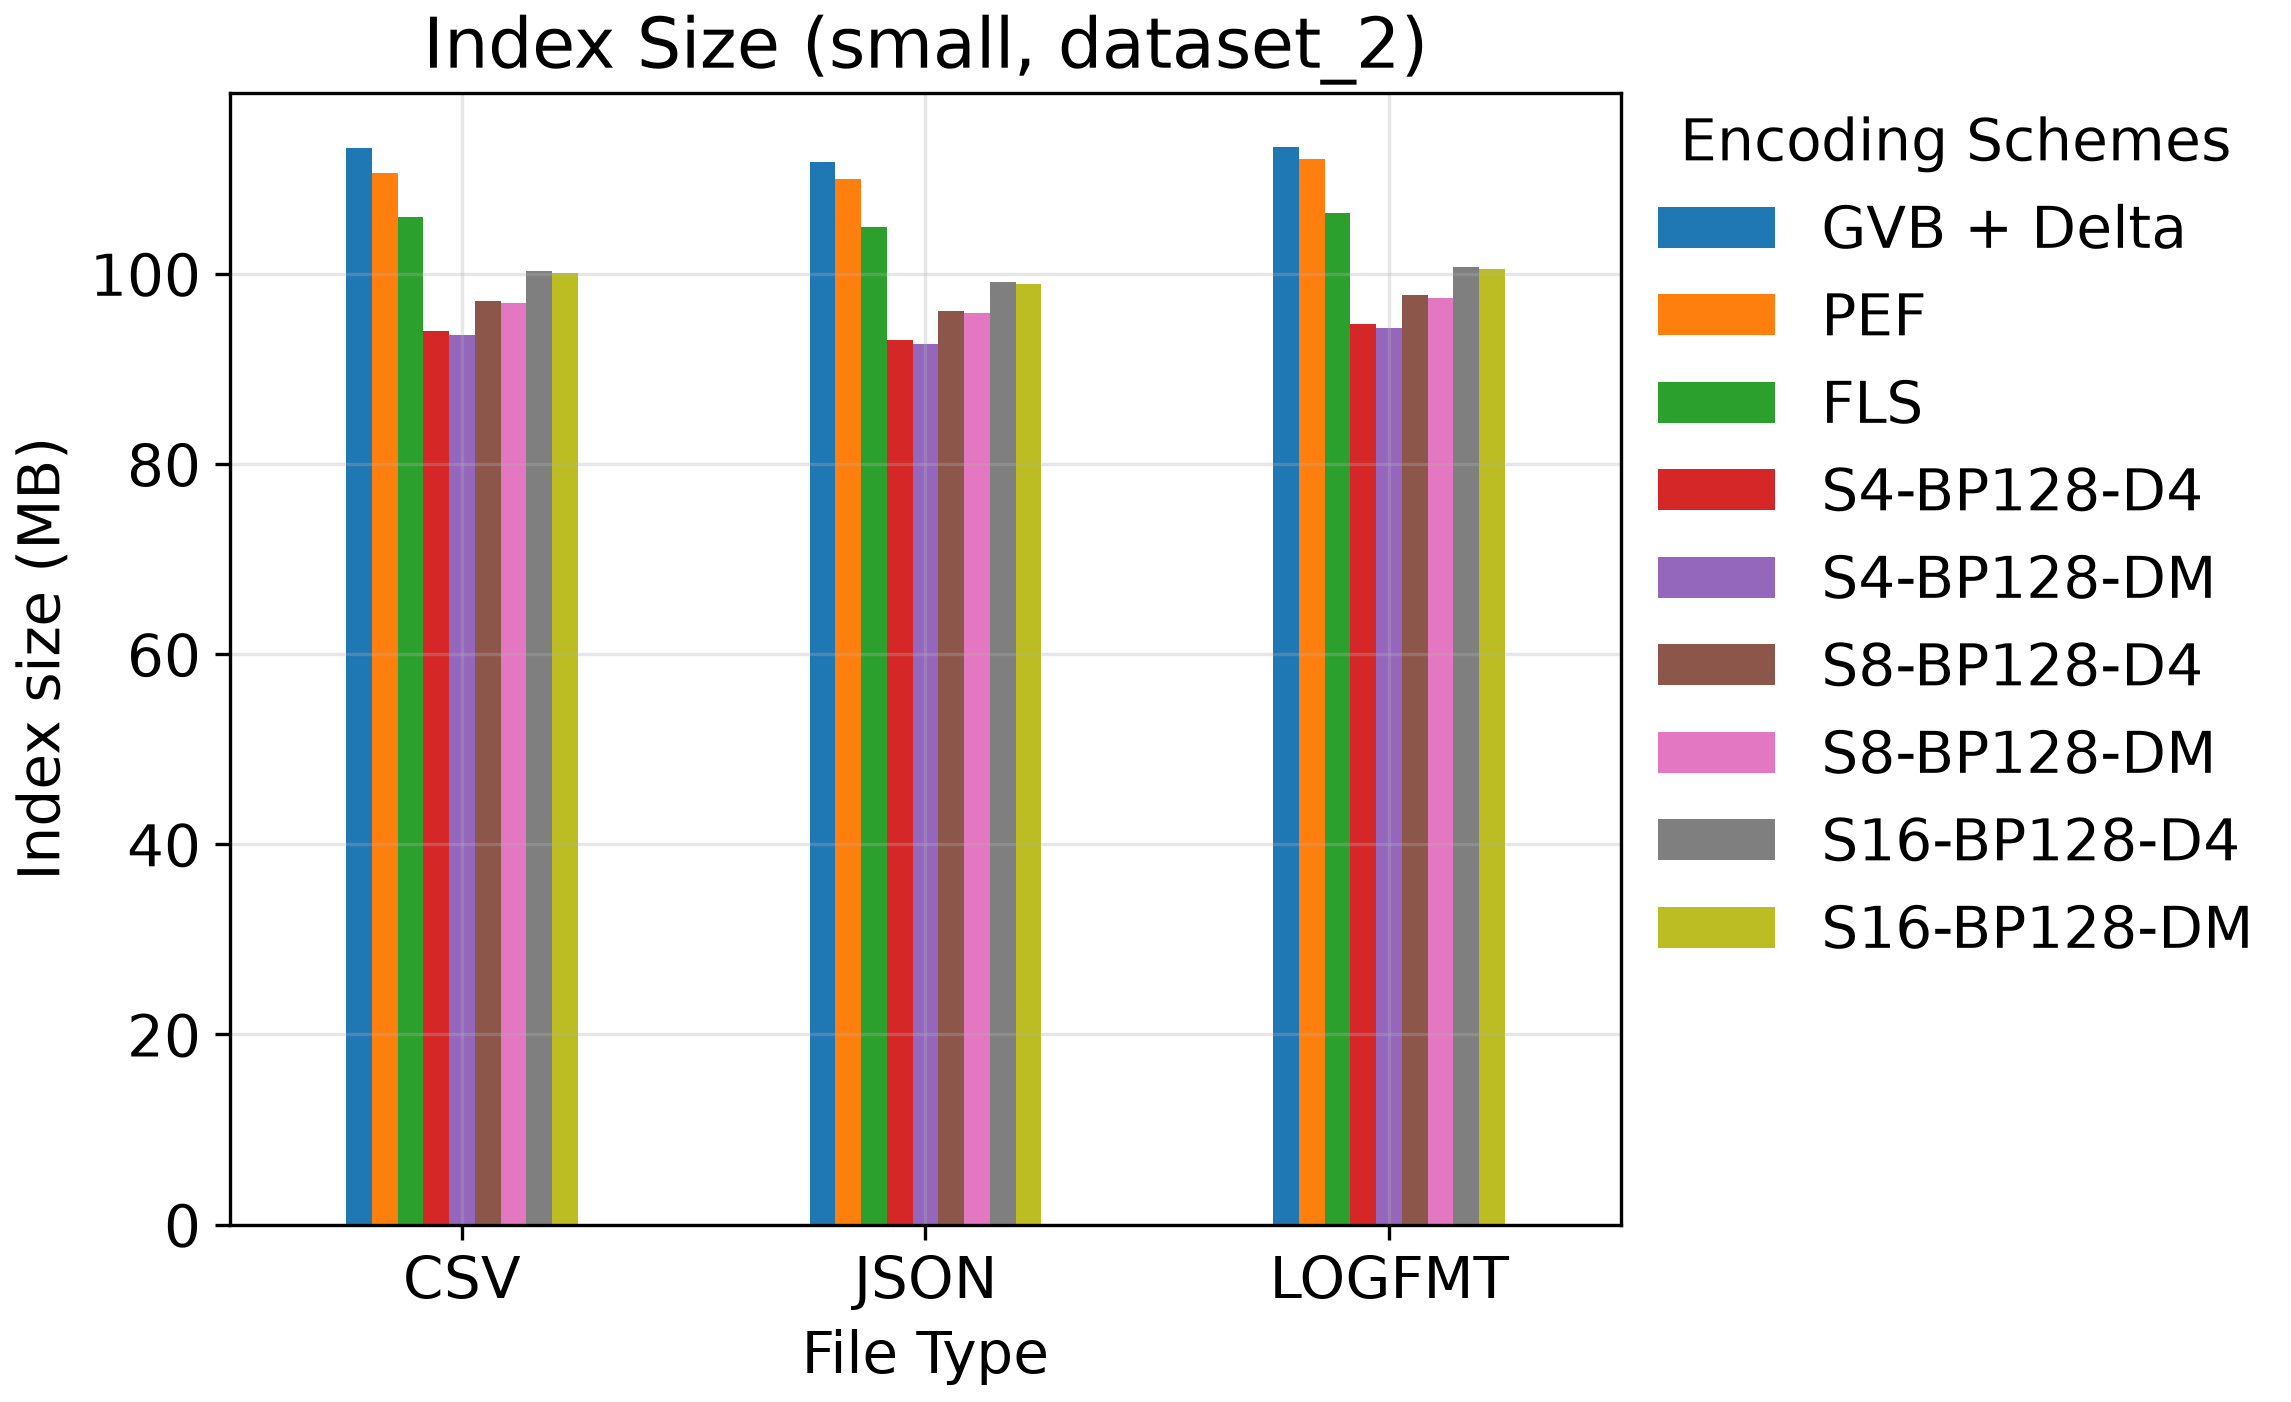 Index Size (small, dataset_2)
Index size (MB)
100
80
60
40
20
0
CSV
JSON
LOGFMT
File Type
Encoding Schemes
GVB + Delta
PEF
FLS
S4-BP128-D4
S4-BP128-DM
S8-BP128-D4
S8-BP128-DM
S16-BP128-D4
S16-BP128-DM